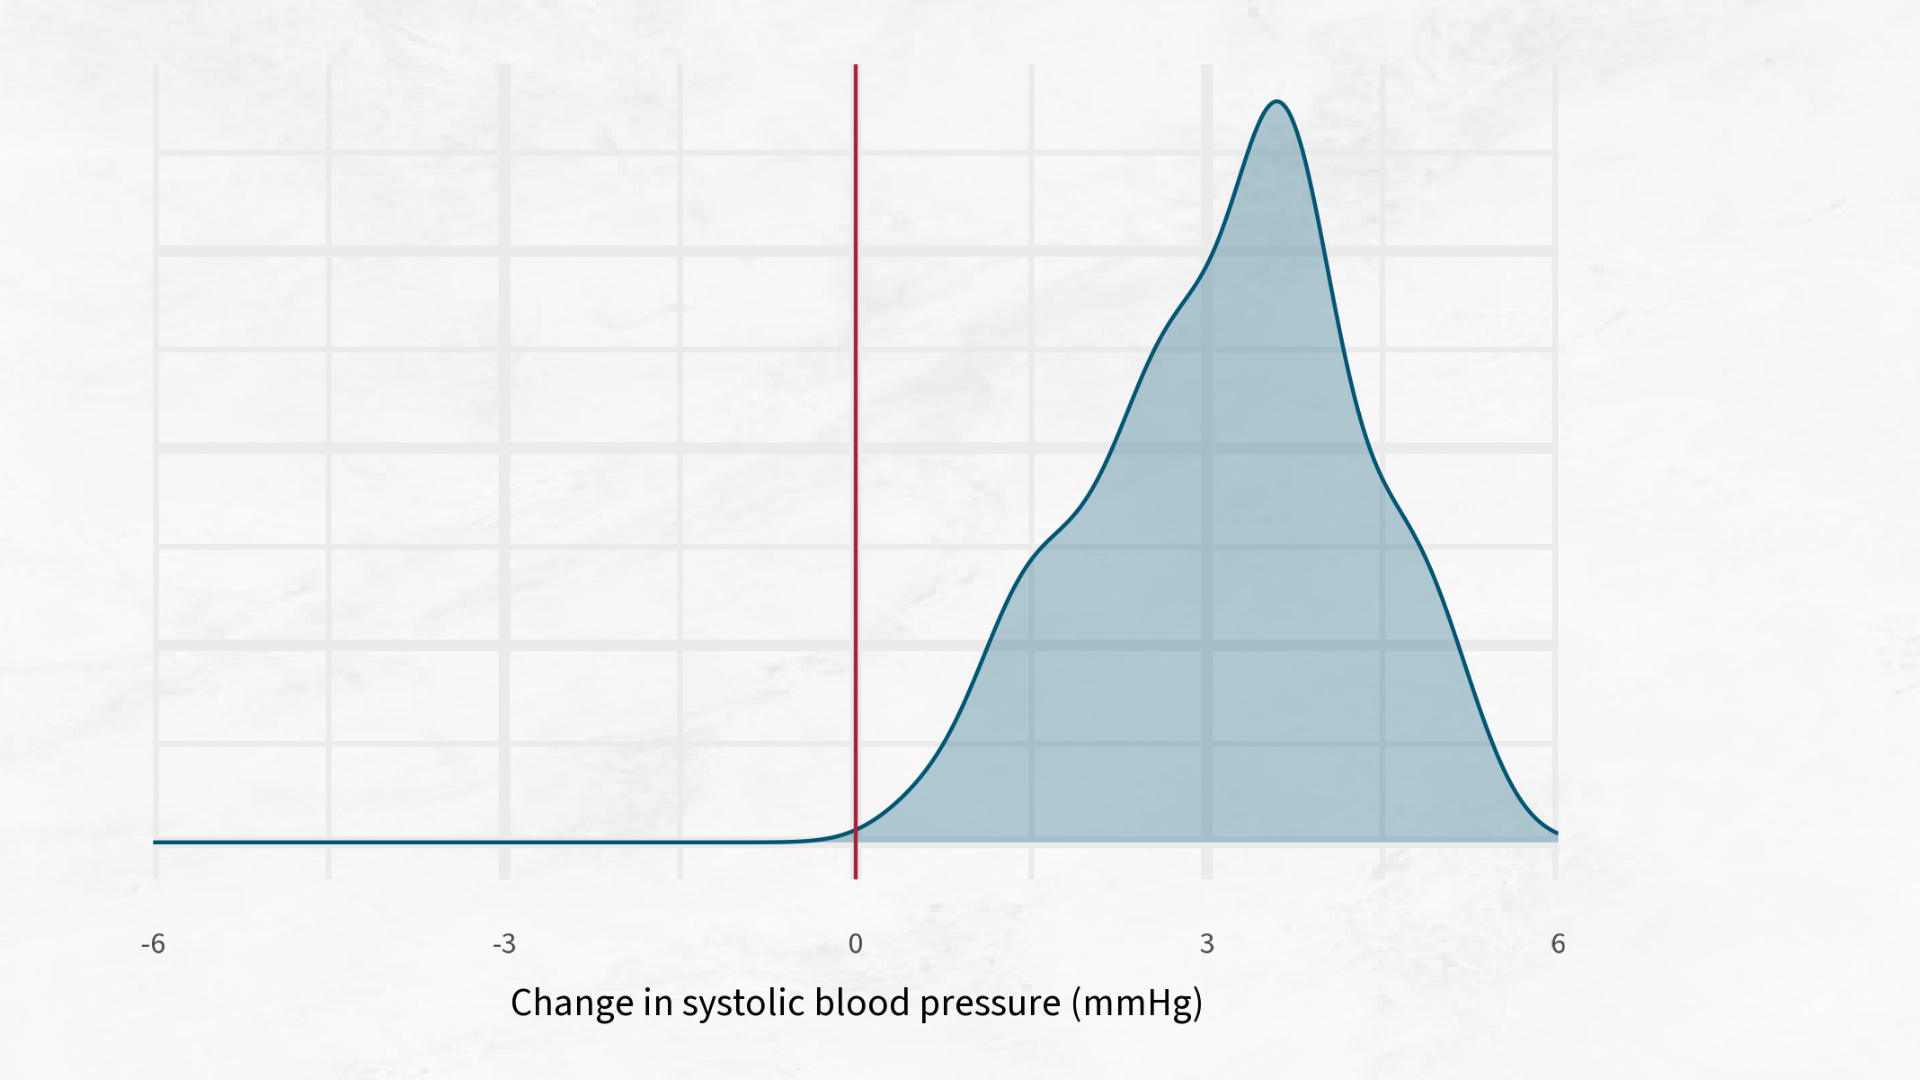 -6 -3 0 3 6
Change in systolic blood pressure (mmHg)